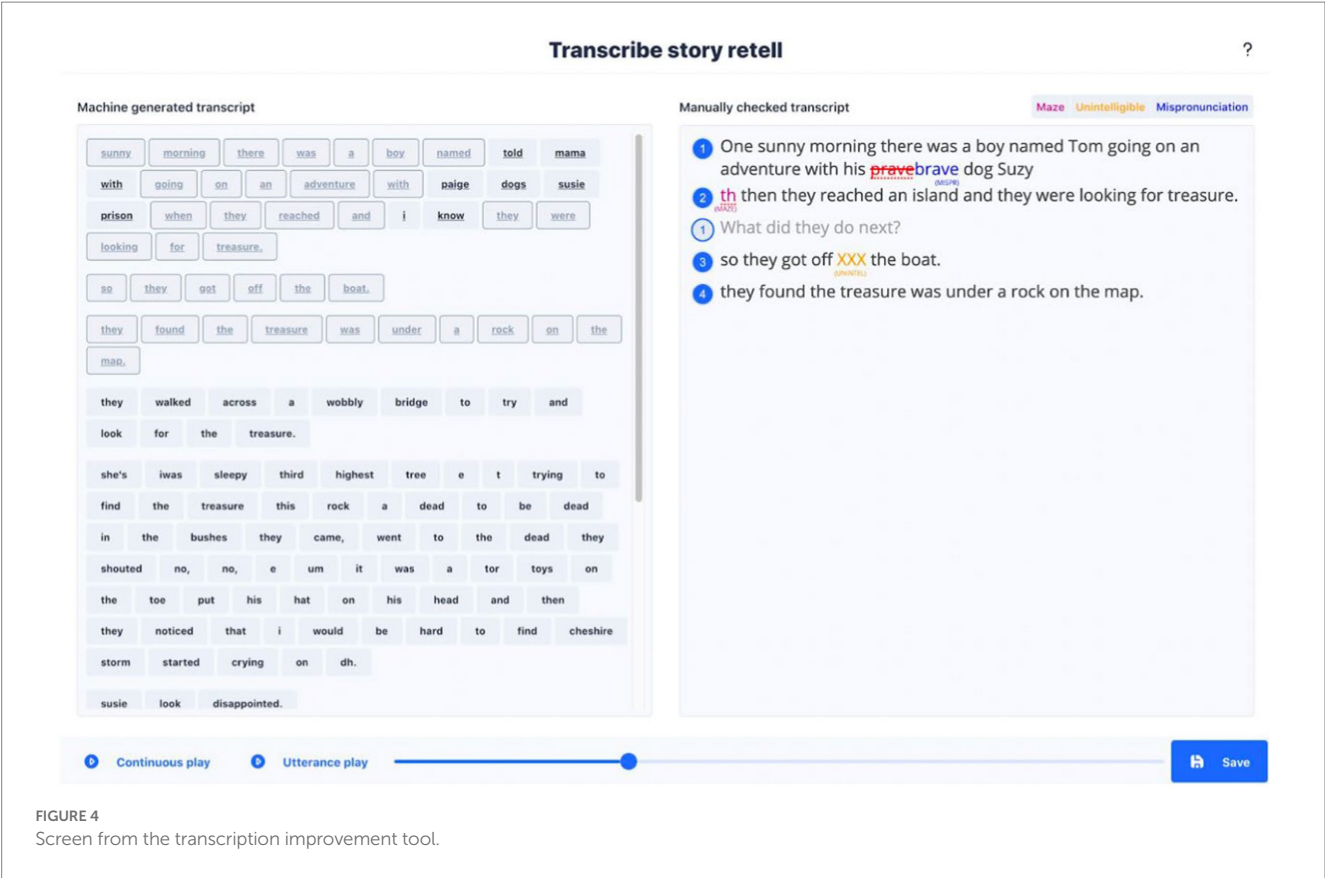 Transcribe story retell
?
Machine generated transcript
sunny morning there was a boy named told mama
with going on an adventure with paige dogs susie
prison when they reached and i know they were
looking for treasure.
so they got off the boat.
they found the treasure was under a rock on the
map.
they walked across a wobbly bridge to try and
look for the treasure.
she's iwas sleepy third highest tree e t trying to
find the treasure this rock a dead to be dead
in the bushes they came, went to the dead they
shouted no, no, e um it was a tor toys on
the toe put his hat on his head and then
they noticed that i would be hard to find cheshire
storm started crying on dh.
susie look disappointed.
Manually checked transcript
Maze Unintelligible Mispronunciation
1 One sunny morning there was a boy named Tom going on an
adventure with his pravebrave dog Suzy
(MISPR)
2 th then they reached an island and they were looking for treasure.
(MAZE)
1 What did they do next?
3 so they got off XXX the boat.
(UNINTEL)
4 they found the treasure was under a rock on the map.
Continuous play Utterance play Save
FIGURE 4
Screen from the transcription improvement tool.